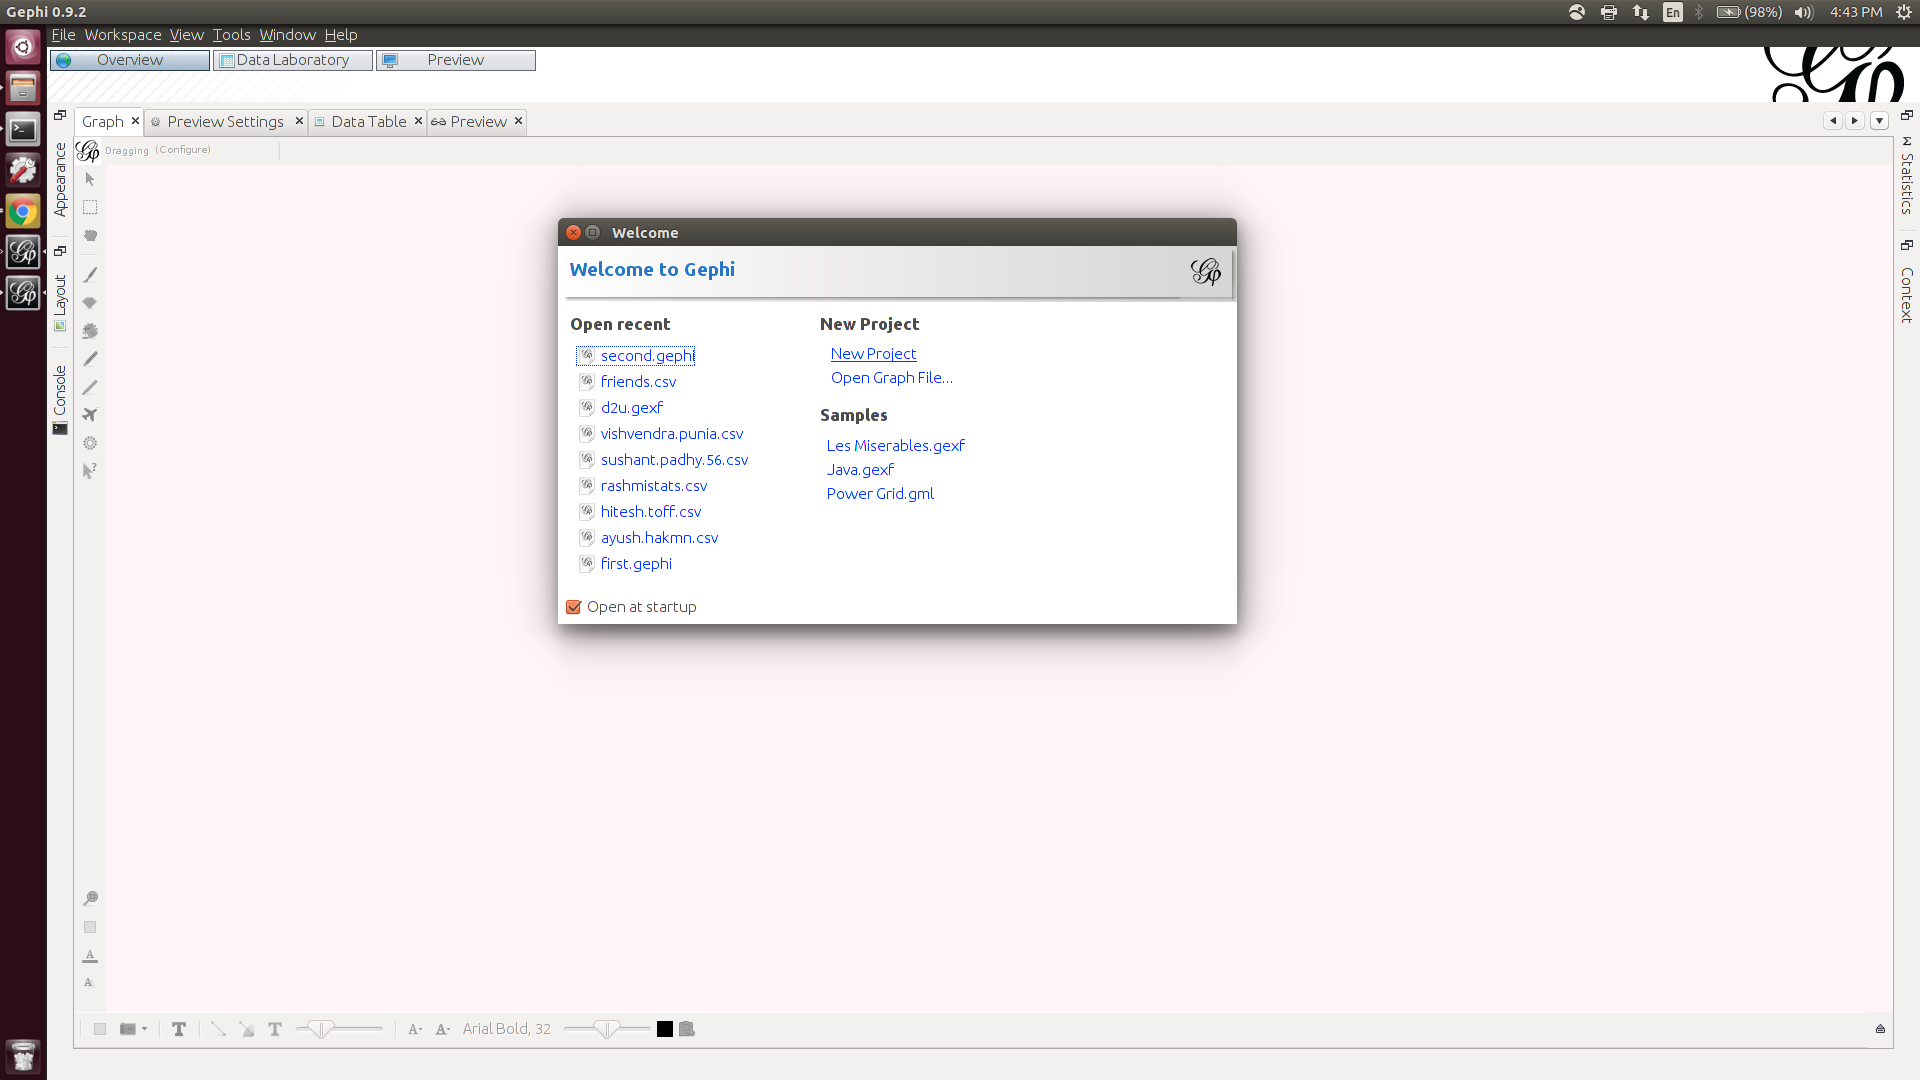 Gephi 0.9.2
En
(98%)
4:43 PM
File Workspace View Tools Window Help
Overview
Data Laboratory
Preview
Graph
Preview Settings
Data Table
Preview
Dragging (Configure)
Appearance
Layout
Console
Statistics
Context
Welcome
Welcome to Gephi
Open recent
second.gephi
friends.csv
d2u.gexf
vishvendra.punia.csv
sushant.padhy.56.csv
rashmistats.csv
hitesh.toff.csv
ayush.hakmn.csv
first.gephi
Open at startup
New Project
New Project
Open Graph File...
Samples
Les Miserables.gexf
Java.gexf
Power Grid.gml
Arial Bold, 32